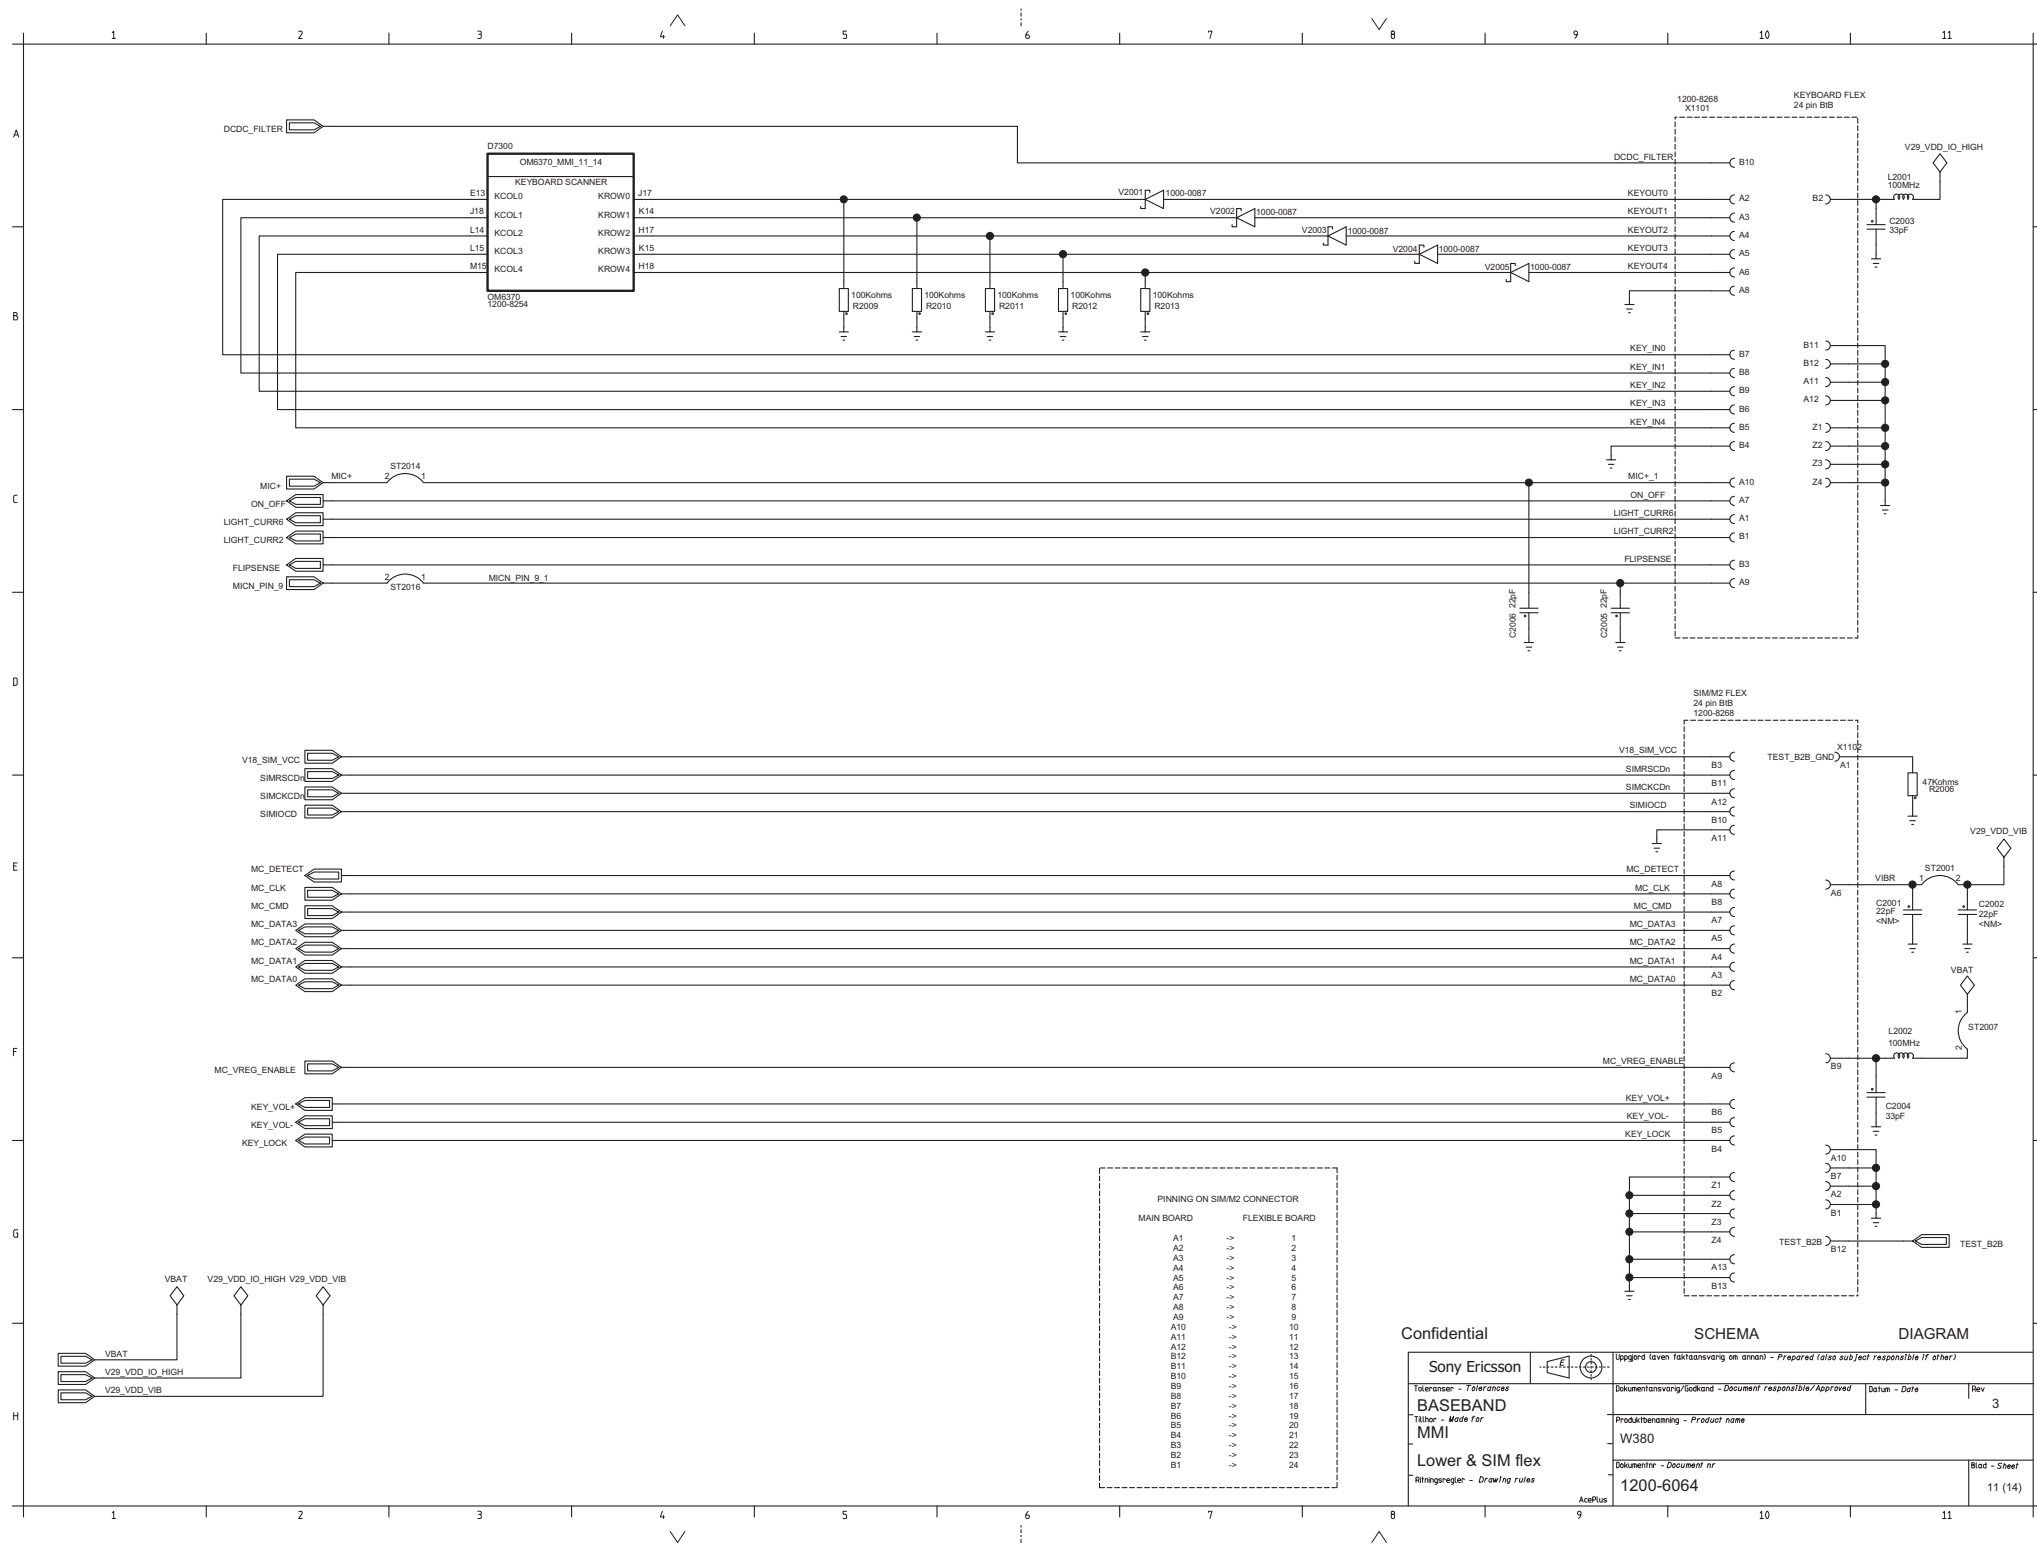 1 2 3 4 5 6 7 8 9 10 11
A
B
C
D
E
F
G
H
1200-8268
X1101
KEYBOARD FLEX
24 pin BtB
DCDC_FILTER
D7300
OM6370_MMI_11_14
KEYBOARD SCANNER
E13 KCOL0 KROW0 J17
J18 KCOL1 KROW1 K14
L14 KCOL2 KROW2 H17
L15 KCOL3 KROW3 K15
M15 KCOL4 KROW4 H18
OM6370
1200-8254
V2001 1000-0087
V2002 1000-0087
V2003 1000-0087
V2004 1000-0087
V2005 1000-0087
100Kohms
R2009
100Kohms
R2010
100Kohms
R2011
100Kohms
R2012
100Kohms
R2013
DCDC_FILTER B10
KEYOUT0 A2
KEYOUT1 A3
KEYOUT2 A4
KEYOUT3 A5
KEYOUT4 A6
A8
KEY_IN0 B7
KEY_IN1 B8
KEY_IN2 B9
KEY_IN3 B6
KEY_IN4 B5
B4
MIC+_1 A10
ON_OFF A7
LIGHT_CURR6 A1
LIGHT_CURR2 B1
FLIPSENSE B3
A9
B2
V29_VDD_IO_HIGH
L2001
100MHz
C2003
33pF
B11
B12
A11
A12
Z1
Z2
Z3
Z4
MIC+ MIC+ 2 ST2014 1
ON_OFF
LIGHT_CURR6
LIGHT_CURR2
FLIPSENSE
MICN_PIN_9 2 ST2016 1 MICN_PIN_9_1
C2006 22pF
C2005 22pF
SIM/M2 FLEX
24 pin BtB
1200-8268
V18_SIM_VCC V18_SIM_VCC B3
SIMRSCDn SIMRSCDn B11
SIMCKCDn SIMCKCDn A12
SIMIOCD SIMIOCD B10
A11
TEST_B2B_GND X1102
A1
47Kohms
R2006
MC_DETECT MC_DETECT A8
MC_CLK MC_CLK B8
MC_CMD MC_CMD A7
MC_DATA3 MC_DATA3 A5
MC_DATA2 MC_DATA2 A4
MC_DATA1 MC_DATA1 A3
MC_DATA0 MC_DATA0 B2
A6 VIBR 1 ST2001 2
V29_VDD_VIB
C2001
22pF
<NM>
C2002
22pF
<NM>
VBAT
1 ST2007 2
L2002
100MHz
B9
C2004
33pF
MC_VREG_ENABLE MC_VREG_ENABLE A9
KEY_VOL+ KEY_VOL+ B6
KEY_VOL- KEY_VOL- B5
KEY_LOCK KEY_LOCK B4
A10
B7
A2
B1
Z1
Z2
Z3
Z4
A13
B13
TEST_B2B B12 TEST_B2B
PINNING ON SIM/M2 CONNECTOR
MAIN BOARD FLEXIBLE BOARD
A1 -> 1
A2 -> 2
A3 -> 3
A4 -> 4
A5 -> 5
A6 -> 6
A7 -> 7
A8 -> 8
A9 -> 9
A10 -> 10
A11 -> 11
A12 -> 12
B12 -> 13
B11 -> 14
B10 -> 15
B9 -> 16
B8 -> 17
B7 -> 18
B6 -> 19
B5 -> 20
B4 -> 21
B3 -> 22
B2 -> 23
B1 -> 24
VBAT V29_VDD_IO_HIGH V29_VDD_VIB
VBAT
V29_VDD_IO_HIGH
V29_VDD_VIB
Confidential SCHEMA DIAGRAM
Sony Ericsson E
Uppgjord (aven faktaansvarig om annan) - Prepared (also subject responsible if other)
Toleranser - Tolerances
BASEBAND
Dokumentansvarig/Godkand - Document responsible/Approved
Datum - Date
Rev
3
Tillhor - Made for
MMI
Lower & SIM flex
Produktbenamning - Product name
W380
Ritningsregler - Drawing rules
AcePlus
Dokumentnr - Document nr
1200-6064
Blad - Sheet
11 (14)
1 2 3 4 5 6 7 8 9 10 11